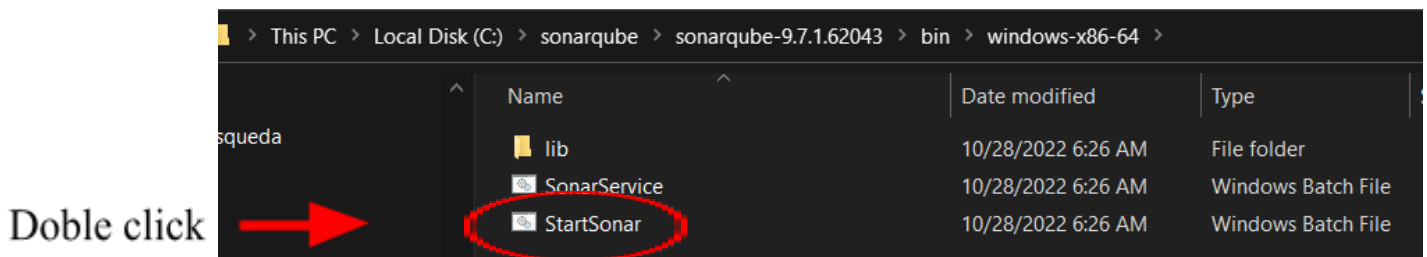 This PC > Local Disk (C:) > sonarqube > sonarqube-9.7.1.62043 > bin > windows-x86-64 >
Name Date modified Type
squeda
lib 10/28/2022 6:26 AM File folder
SonarService 10/28/2022 6:26 AM Windows Batch File
Doble click StartSonar 10/28/2022 6:26 AM Windows Batch File